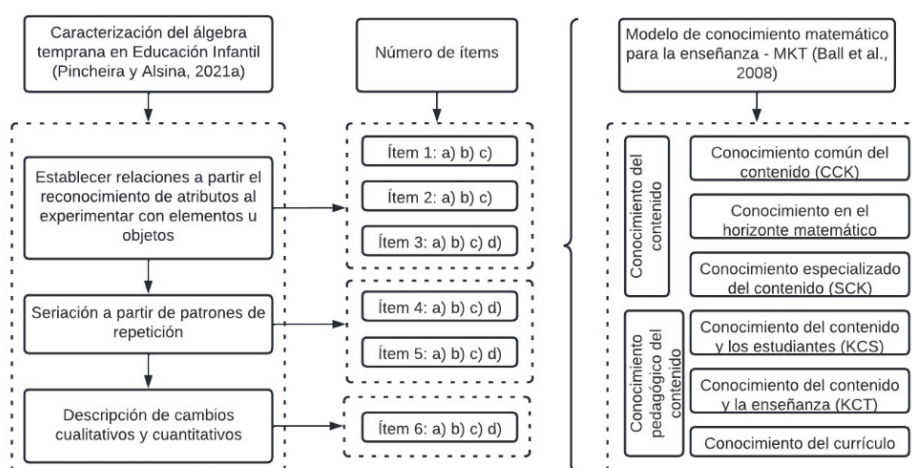 Caracterización del álgebra
temprana en Educación Infantil
(Pincheira y Alsina, 2021a)
Establecer relaciones a partir el
reconocimiento de atributos al
experimentar con elementos u
objetos
Seriación a partir de patrones de
repetición
Descripción de cambios
cualitativos y cuantitativos
Número de ítems
Ítem 1: a) b) c)
Ítem 2: a) b) c)
Ítem 3: a) b) c) d)
Ítem 4: a) b) c) d)
Ítem 5: a) b) c) d)
Ítem 6: a) b) c) d)
Modelo de conocimiento matemático
para la enseñanza - MKT (Ball et al.,
2008)
Conocimiento del
contenido
Conocimiento común del
contenido (CCK)
Conocimiento en el
horizonte matemático
Conocimiento especializado
del contenido (SCK)
Conocimiento
pedagógico del
contenido
Conocimiento del contenido
y los estudiantes (KCS)
Conocimiento del contenido
y la enseñanza (KCT)
Conocimiento del currículo